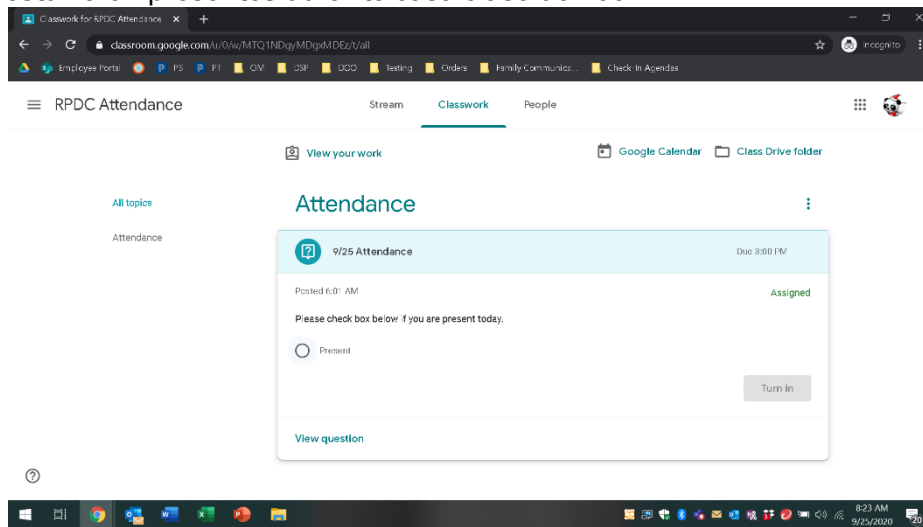 Classwork for RPDC Attendance
classroom.google.com/u/0/w/MTQ1NDgyMDgxMDEz/t/all
Incognito
Employee Portal PS PT OM DSP DOO Testing Orders Family Communica... Check-In Agendas
RPDC Attendance Stream Classwork People
View your work Google Calendar Class Drive folder
All topics
Attendance
Attendance
9/25 Attendance Due 3:00 PM
Posted 6:01 AM Assigned
Please check box below if you are present today.
Present
Turn in
View question
8:23 AM
9/25/2020
20